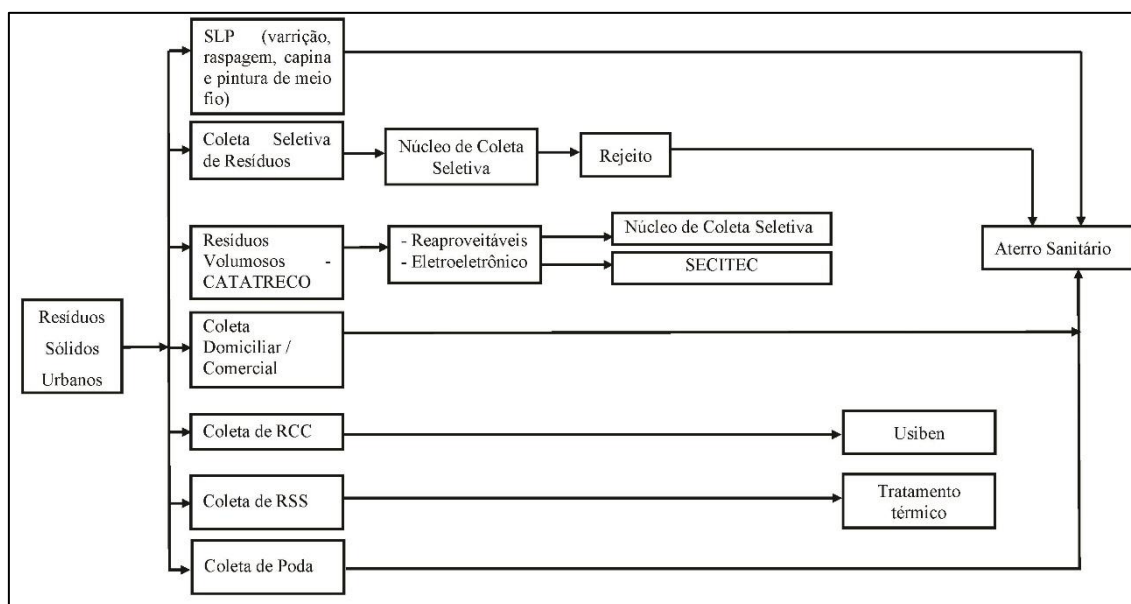 SLP (varrição,
raspagem, capina
e pintura de meio
fio)
Coleta Seletiva
de Resíduos
Núcleo de Coleta
Seletiva
Rejeito
Resíduos
Volumosos -
CATATRECO
- Reaproveitáveis
- Eletroeletrônico
Núcleo de Coleta Seletiva
SECITEC
Aterro Sanitário
Resíduos
Sólidos
Urbanos
Coleta
Domiciliar /
Comercial
Coleta de RCC
Usiben
Coleta de RSS
Tratamento
térmico
Coleta de Poda